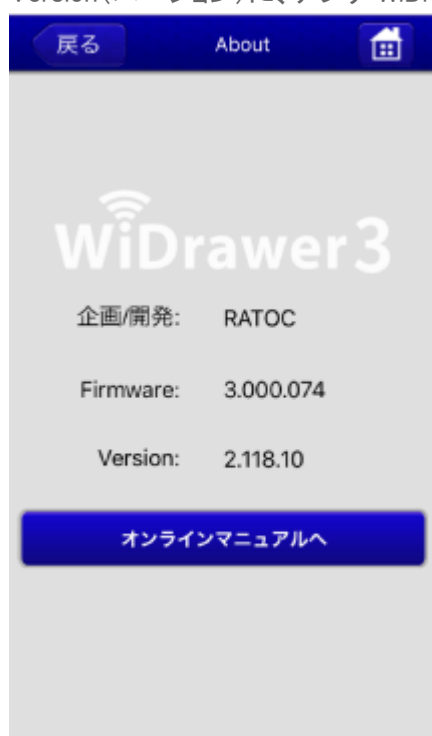 戻る About
WiDrawer3
企画/開発: RATOC
Firmware: 3.000.074
Version: 2.118.10
オンラインマニュアルへ